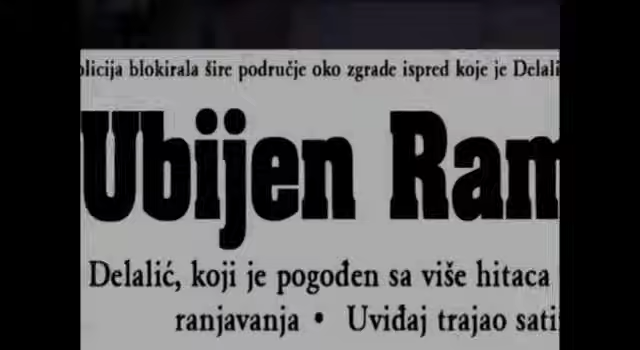 olicija blokirala šire područje oko zgrade ispred koje je Delali
Ubijen Ram
Delalić, koji je pogođen sa više hitaca
ranjavanja • Uviđaj trajao sati